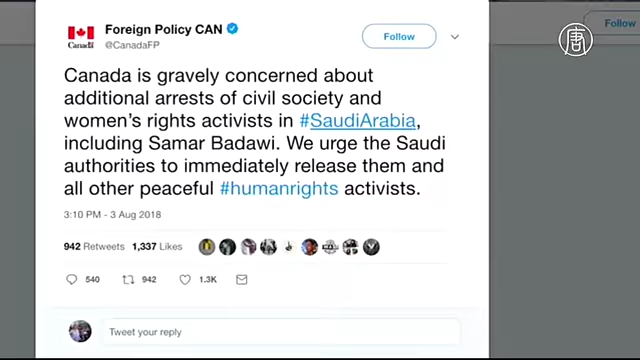 Follow
唐
Foreign Policy CAN
@CanadaFP
Follow
Canadä
Canada is gravely concerned about
additional arrests of civil society and
women's rights activists in #SaudiArabia,
including Samar Badawi. We urge the Saudi
authorities to immediately release them and
all other peaceful #humanrights activists.
3:10 PM - 3 Aug 2018
942 Retweets 1,337 Likes
540 942 1.3K
Tweet your reply